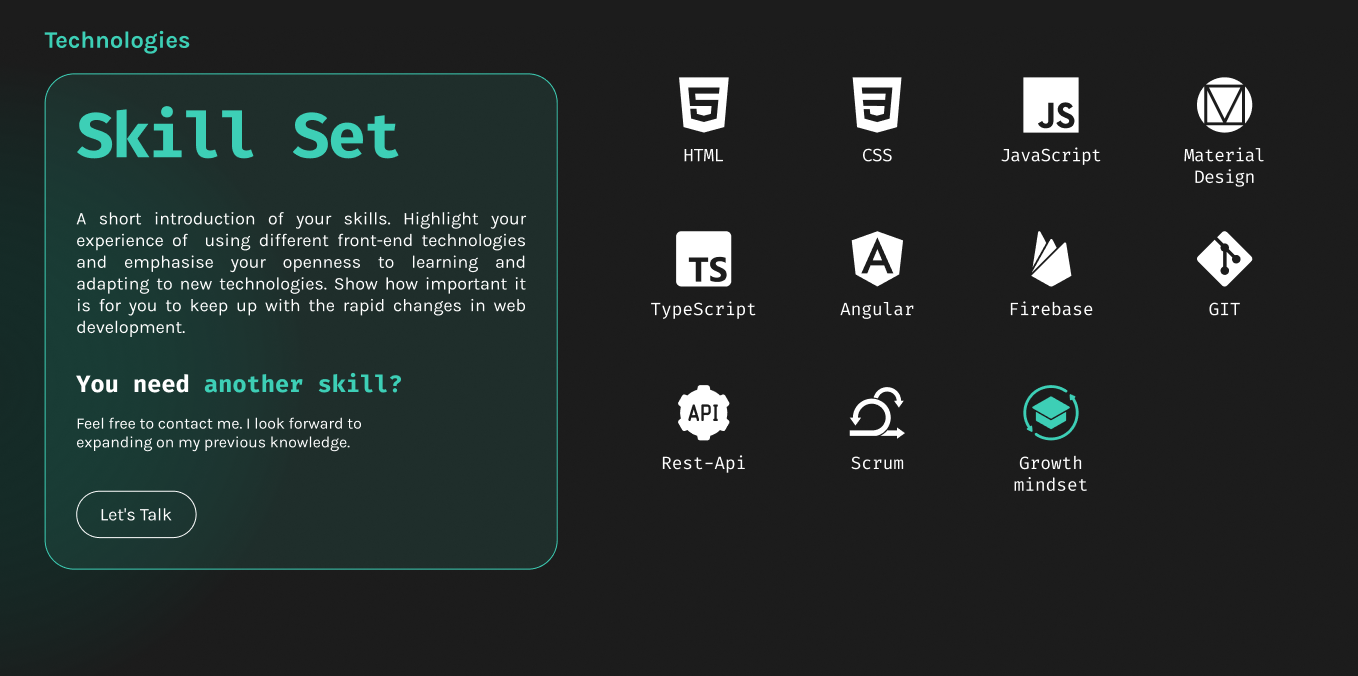 Technologies
Skill Set
A short introduction of your skills. Highlight your
experience of using different front-end technologies
and emphasise your openness to learning and
adapting to new technologies. Show how important it
is for you to keep up with the rapid changes in web
development.
You need another skill?
Feel free to contact me. I look forward to
expanding on my previous knowledge.
Let's Talk
5
3
JS
HTML
CSS
JavaScript
Material
Design
TS
A
TypeScript
Angular
Firebase
GIT
API
Rest-Api
Scrum
Growth
mindset